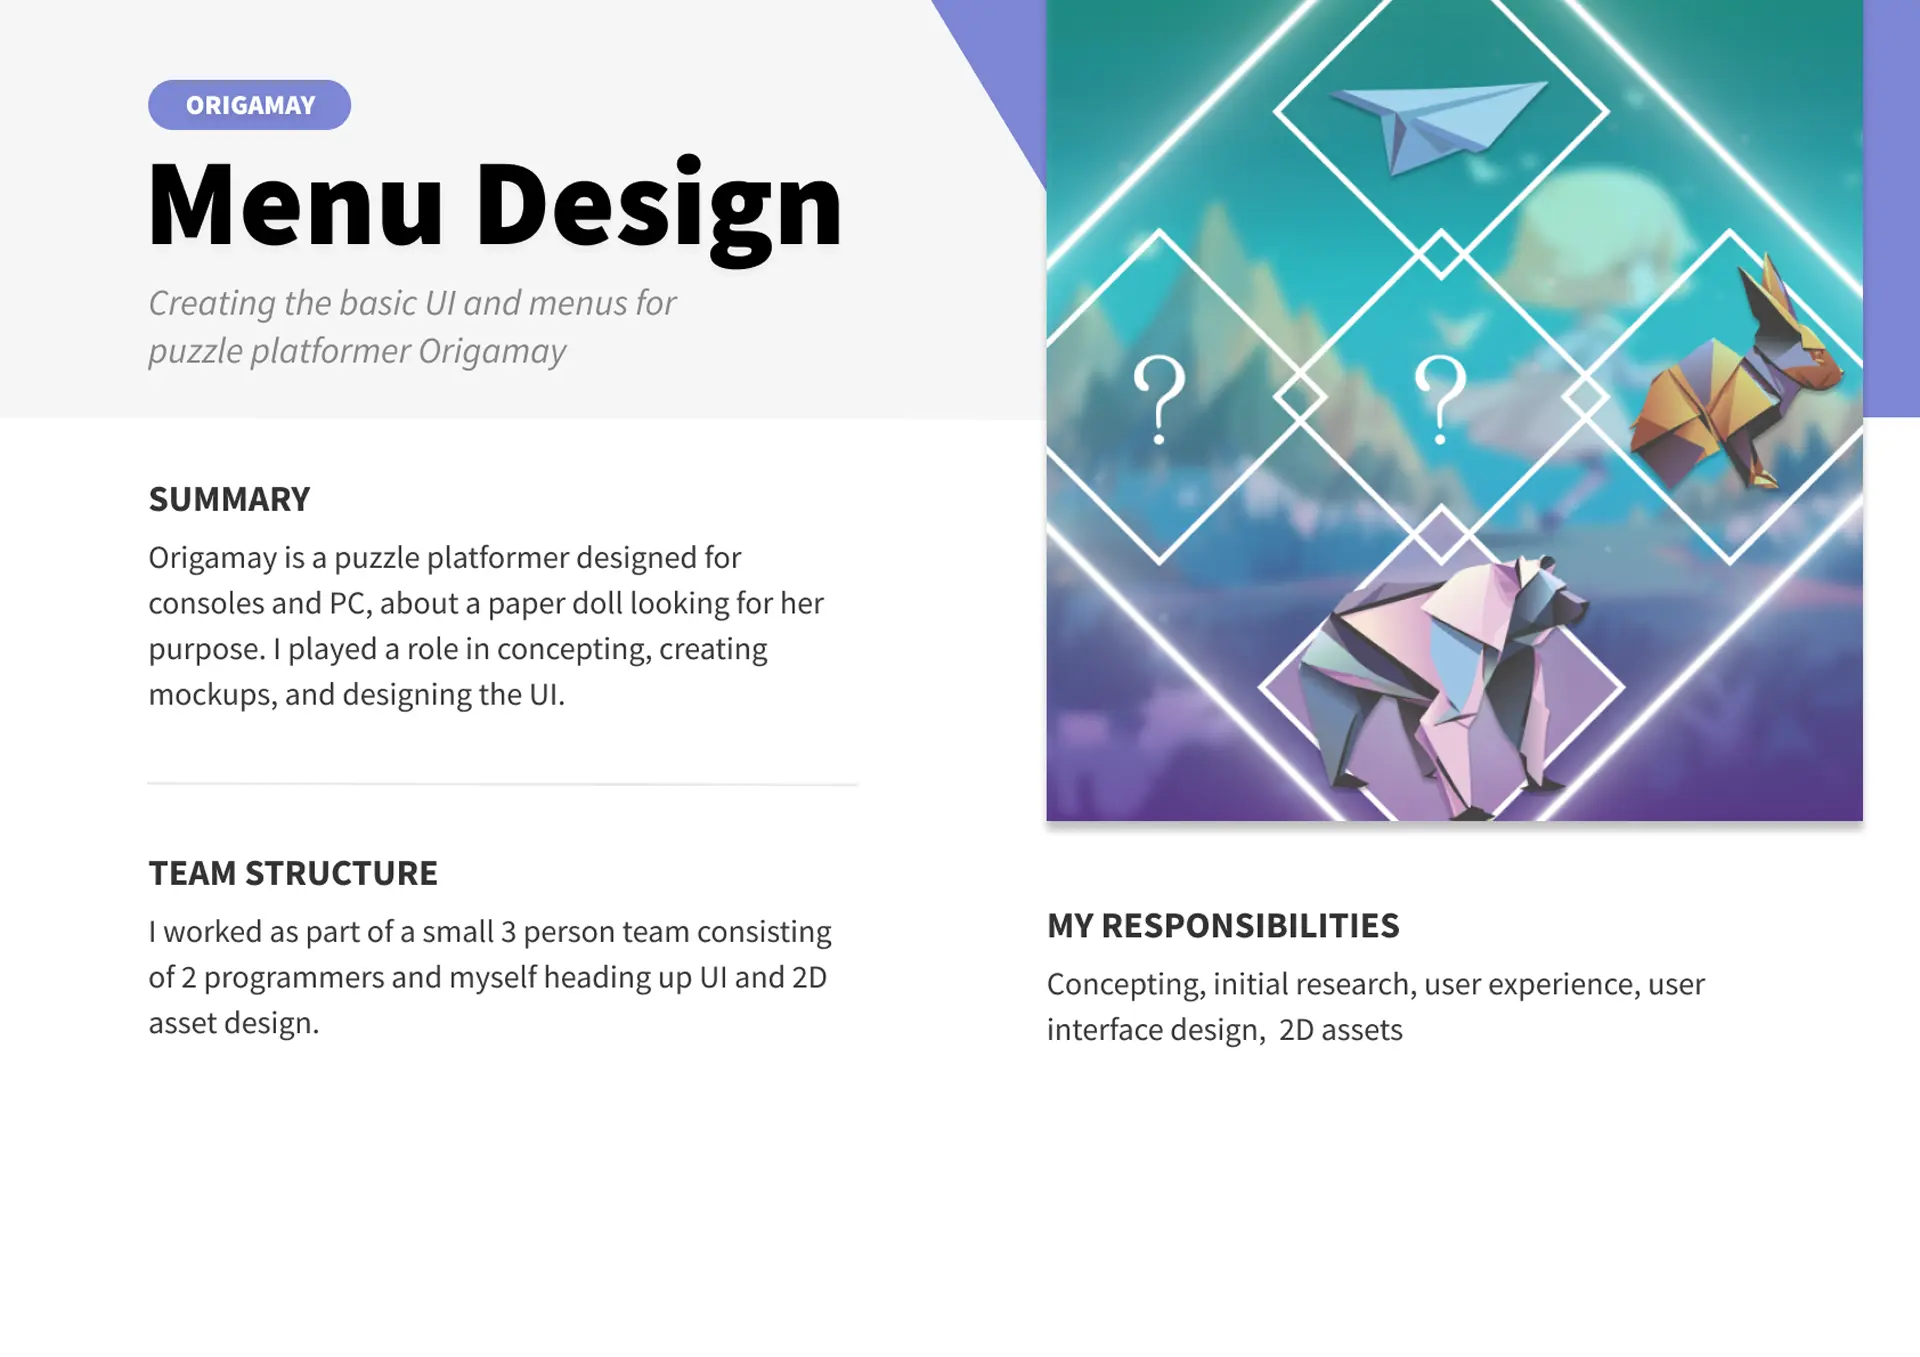 ORIGAMAY
Menu Design
Creating the basic UI and menus for
puzzle platformer Origamay
SUMMARY
Origamay is a puzzle platformer designed for
consoles and PC, about a paper doll looking for her
purpose. I played a role in concepting, creating
mockups, and designing the UI.
TEAM STRUCTURE
I worked as part of a small 3 person team consisting
of 2 programmers and myself heading up UI and 2D
asset design.
? ?
MY RESPONSIBILITIES
Concepting, initial research, user experience, user
interface design,  2D assets